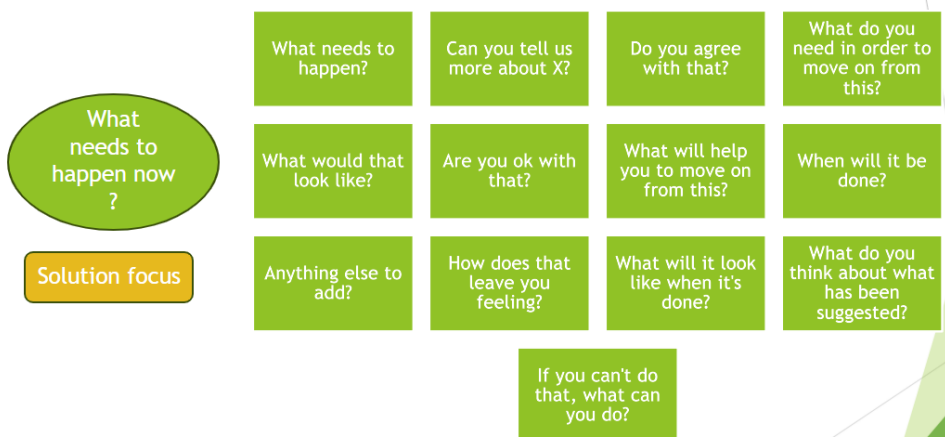 What
needs to
happen now
?
Solution focus
What needs to
happen?
Can you tell us
more about X?
Do you agree
with that?
What do you
need in order to
move on from
this?
What would that
look like?
Are you ok with
that?
What will help
you to move on
from this?
When will it be
done?
Anything else to
add?
How does that
leave you
feeling?
What will it look
like when it's
done?
What do you
think about what
has been
suggested?
If you can't do
that, what can
you do?